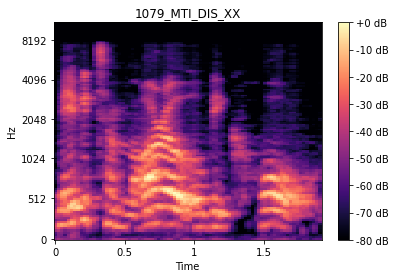 1079_MTI_DIS_XX
8192
4096
2048
1024
512
0
Hz
0
0.5
1
1.5
Time
+0 dB
-10 dB
-20 dB
-30 dB
-40 dB
-50 dB
-60 dB
-70 dB
-80 dB